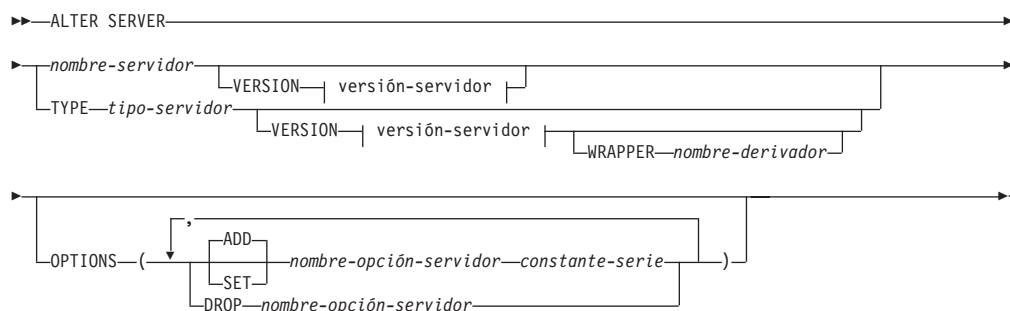 ALTER SERVER
nombre-servidor
VERSION versión-servidor
TYPE tipo-servidor
VERSION versión-servidor
WRAPPER nombre-derivador
,
OPTIONS ( ADD nombre-opción-servidor constante-serie )
SET
DROP nombre-opción-servidor